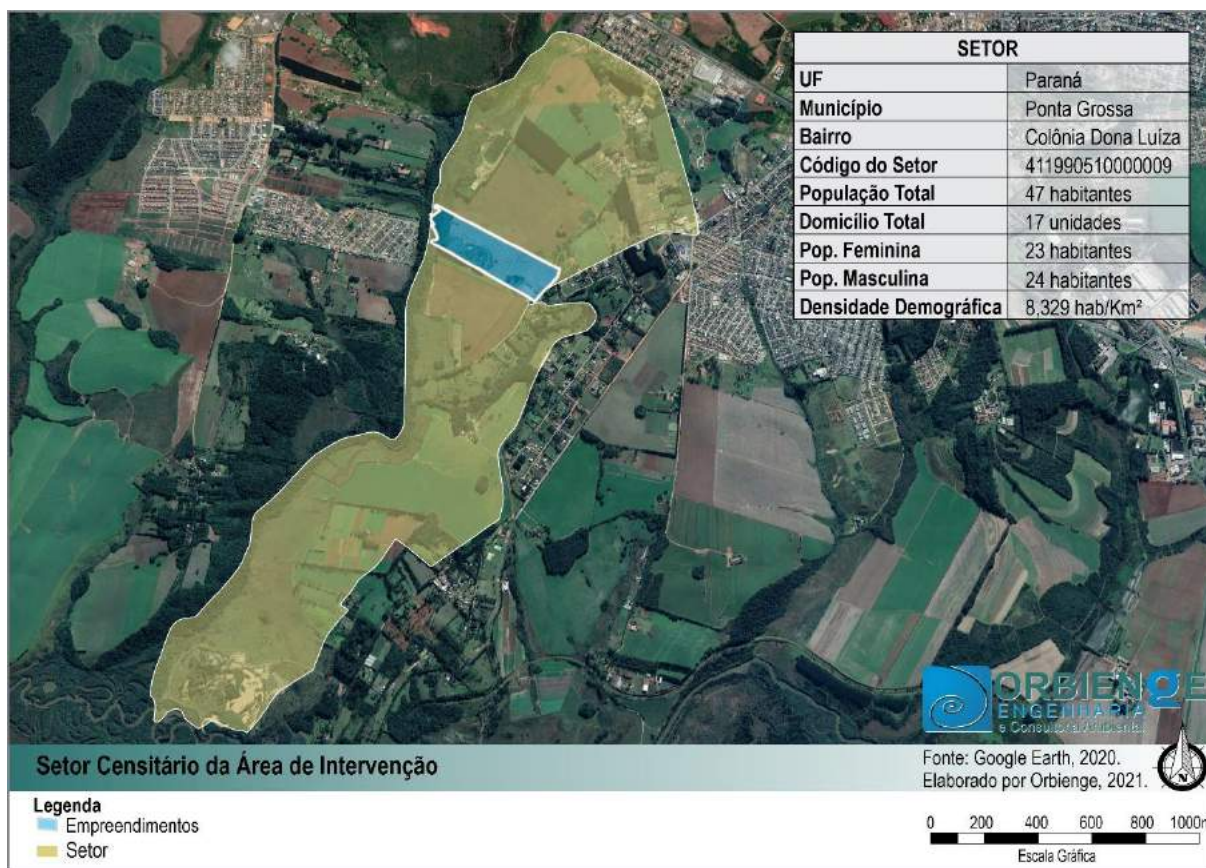 SETOR
UF Paraná
Município Ponta Grossa
Bairro Colônia Dona Luíza
Código do Setor 411990510000009
População Total 47 habitantes
Domicílio Total 17 unidades
Pop. Feminina 23 habitantes
Pop. Masculina 24 habitantes
Densidade Demográfica 8,329 hab/Km²
ORBIENGE
ENGENHARIA
e Consultoria Ambiental
Setor Censitário da Área de Intervenção
Fonte: Google Earth, 2020.
Elaborado por Orbienge, 2021.
N
Legenda
Empreendimentos
Setor
0 200 400 600 800 1000m
Escala Gráfica